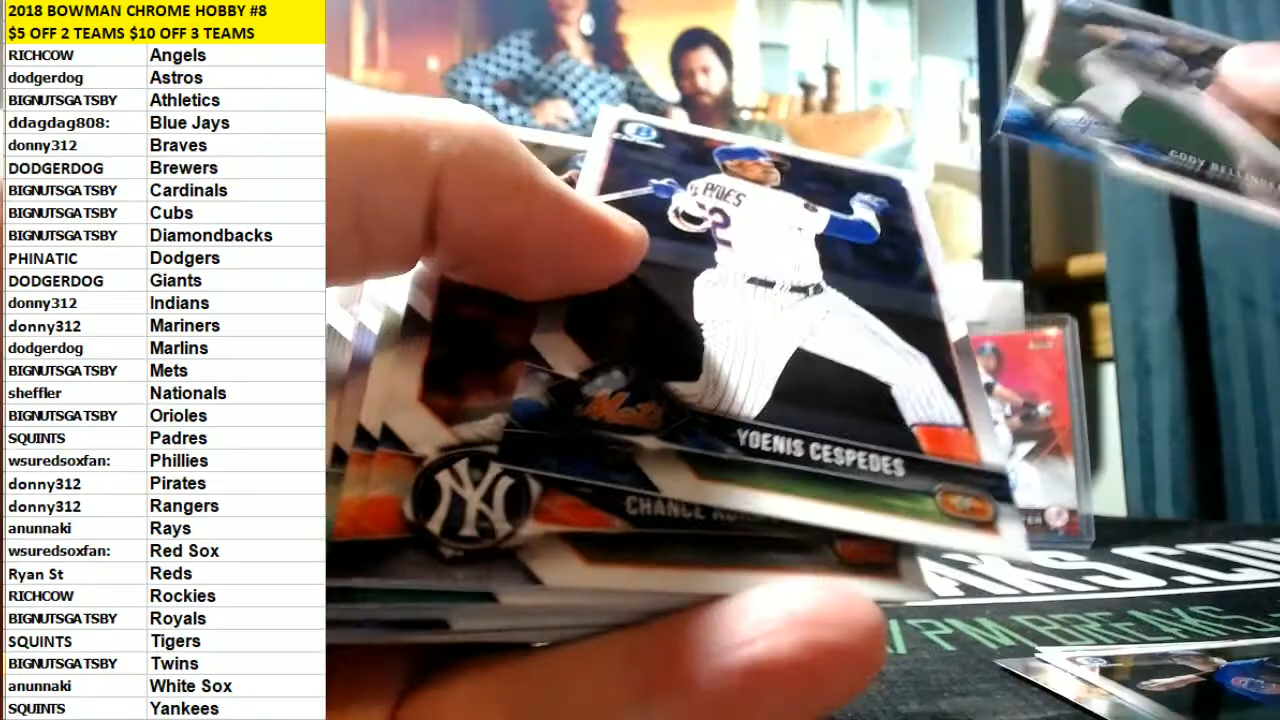 2018 BOWMAN CHROME HOBBY #8
$5 OFF 2 TEAMS $10 OFF 3 TEAMS
RICHCOW Angels
dodgerdog Astros
BIGNUTSGATSBY Athletics
ddagdag808: Blue Jays
donny312 Braves
DODGERDOG Brewers
BIGNUTSGATSBY Cardinals
BIGNUTSGATSBY Cubs
BIGNUTSGATSBY Diamondbacks
PHINATIC Dodgers
DODGERDOG Giants
donny312 Indians
donny312 Mariners
dodgerdog Marlins
BIGNUTSGATSBY Mets
sheffler Nationals
BIGNUTSGATSBY Orioles
SQUINTS Padres
wsuredsoxfan: Phillies
donny312 Pirates
donny312 Rangers
anunnaki Rays
wsuredsoxfan: Red Sox
Ryan St Reds
RICHCOW Rockies
BIGNUTSGATSBY Royals
SQUINTS Tigers
BIGNUTSGATSBY Twins
anunnaki White Sox
SQUINTS Yankees
CODY
Mets
YOENIS CESPEDES
NY
CHANCE
PM BREAKS